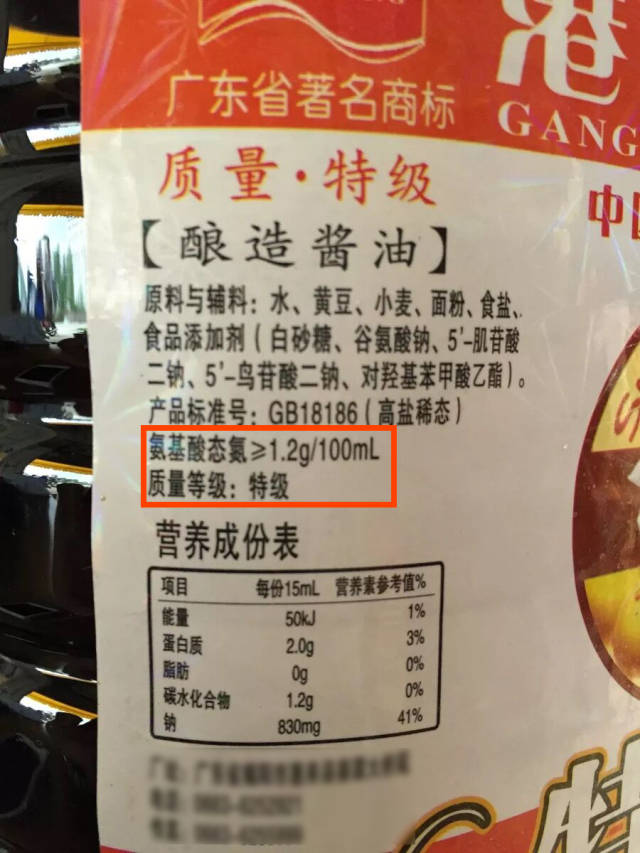 港
广东省著名商标
GANG
质量·特级
中国
【酿造酱油】
原料与辅料：水、黄豆、小麦、面粉、食盐、
食品添加剂（白砂糖、谷氨酸钠、5'-肌苷酸
二钠、5'-鸟苷酸二钠、对羟基苯甲酸乙酯）。
产品标准号：GB18186（高盐稀态）
氨基酸态氮≥1.2g/100mL
质量等级：特级
营养成份表
项目 每份15mL 营养素参考值%
能量 50kJ 1%
蛋白质 2.0g 3%
脂肪 0g 0%
碳水化合物 1.2g 0%
钠 830mg 41%